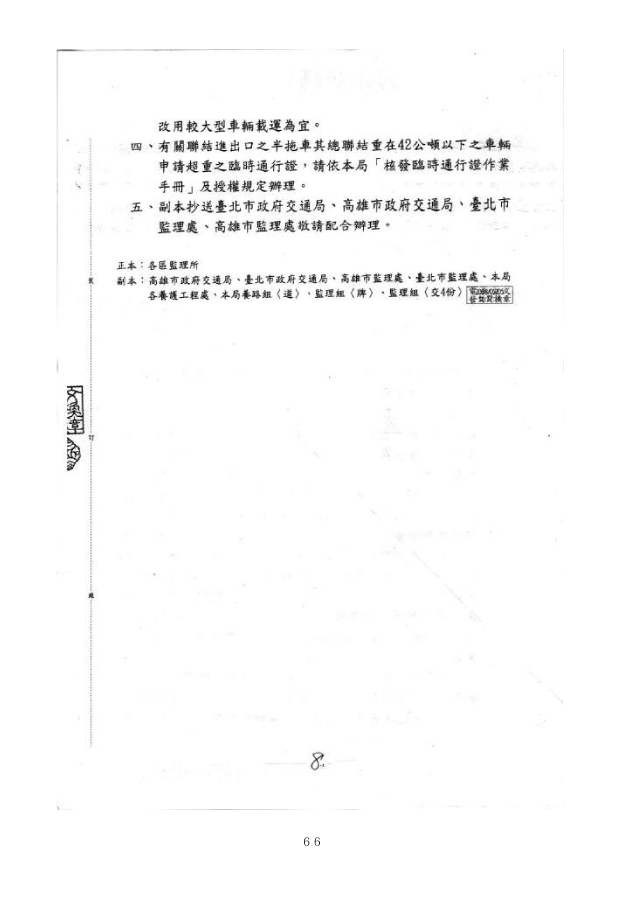 改用較大型車輛載運為宜。
四、有關聯結進出口之半拖車其總聯結重在42公噸以下之車輛
申請超重之臨時通行證，請依本局「核發臨時通行證作業
手冊」及授權規定辦理。
五、副本抄送臺北市政府交通局、高雄市政府交通局、臺北市
監理處、高雄市監理處敬請配合辦理。
正本：各區監理所
副本：高雄市政府交通局、臺北市政府交通局、高雄市監理處、臺北市監理處、本局
各養護工程處、本局養路組〈道〉、監理組〈牌〉、監理組〈交4份〉
訂
線
8
66